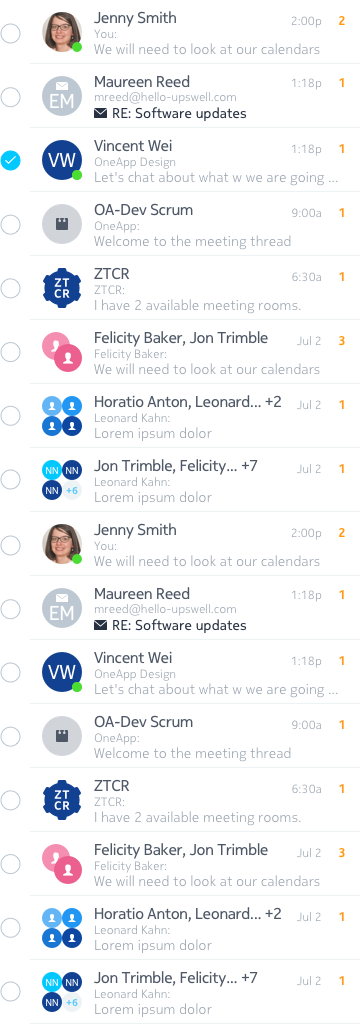 Jenny Smith 2:00p 2
You:
We will need to look at our calendars
EM Maureen Reed 1:18p 1
mreed@hello-upswell.com
RE: Software updates
VW Vincent Wei 1:18p 1
OneApp Design
Let's chat about what w we are going ...
OA-Dev Scrum 9:00a 1
OneApp:
Welcome to the meeting thread
ZT CR ZTCR 6:30a 1
ZTCR:
I have 2 available meeting rooms.
Felicity Baker, Jon Trimble Jul 2 3
Felicity Baker:
We will need to look at our calendars
Horatio Anton, Leonard... +2 Jul 2 1
Leonard Kahn:
Lorem ipsum dolor
NN NN Jon Trimble, Felicity... +7 Jul 2 1
Leonard Kahn:
NN +6 Lorem ipsum dolor
Jenny Smith 2:00p 2
You:
We will need to look at our calendars
EM Maureen Reed 1:18p 1
mreed@hello-upswell.com
RE: Software updates
VW Vincent Wei 1:18p 1
OneApp Design
Let's chat about what w we are going ...
OA-Dev Scrum 9:00a 1
OneApp:
Welcome to the meeting thread
ZT CR ZTCR 6:30a 1
ZTCR:
I have 2 available meeting rooms.
Felicity Baker, Jon Trimble Jul 2 3
Felicity Baker:
We will need to look at our calendars
Horatio Anton, Leonard... +2 Jul 2 1
Leonard Kahn:
Lorem ipsum dolor
NN NN Jon Trimble, Felicity... +7 Jul 2 1
Leonard Kahn:
NN +6 Lorem ipsum dolor